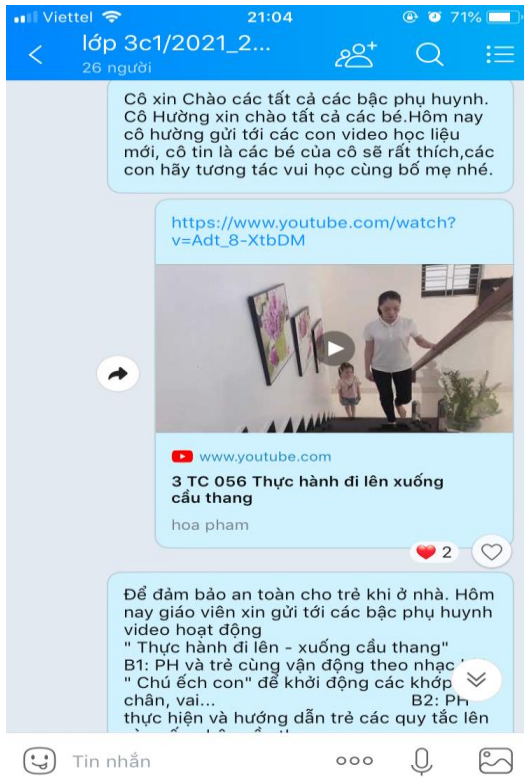 Viettel 21:04 71%
lớp 3c1/2021_2...
26 người
Cô xin Chào các tất cả các bậc phụ huynh.
Cô Hường xin chào tất cả các bé.Hôm nay
cô hường gửi tới các con video học liệu
mới, cô tin là các bé của cô sẽ rất thích,các
con hãy tương tác vui học cùng bố mẹ nhé.
https://www.youtube.com/watch?
v=Adt_8-XtbDM
www.youtube.com
3 TC 056 Thực hành đi lên xuống
cầu thang
hoa pham
2
Để đảm bảo an toàn cho trẻ khi ở nhà. Hôm
nay giáo viên xin gửi tới các bậc phụ huynh
video hoạt động
" Thực hành đi lên - xuống cầu thang"
B1: PH và trẻ cùng vận động theo nhạc
" Chú ếch con" để khởi động các khớp
chân, vai... B2: PH
thực hiện và hướng dẫn trẻ các quy tắc lên
Tin nhắn